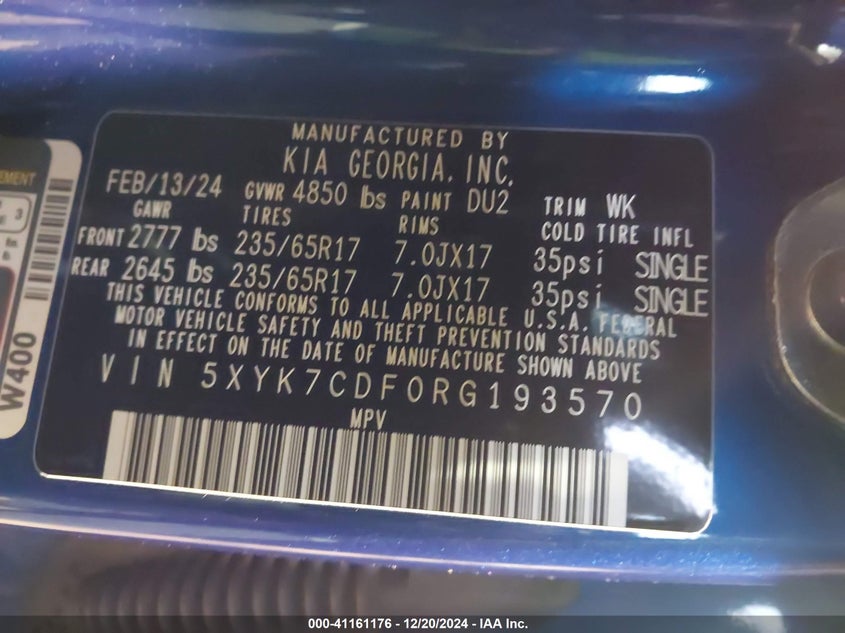 MANUFACTURED BY
KIA GEORGIA, INC.
FEB/13/24 GVWR 4850 lbs PAINT DU2 TRIM WK
GAWR TIRES RIMS COLD TIRE INFL
FRONT 2777 lbs 235/65R17 7.0JX17 35psi SINGLE
REAR 2645 lbs 235/65R17 7.0JX17 35psi SINGLE
THIS VEHICLE CONFORMS TO ALL APPLICABLE U.S.A. FEDERAL
MOTOR VEHICLE SAFETY AND THEFT PREVENTION STANDARDS
IN EFFECT ON THE DATE OF MANUFACTURE SHOWN ABOVE
VIN 5XYK7CDF0RG193570
MPV
W400
3
000-41161176 - 12/20/2024 - IAA Inc.